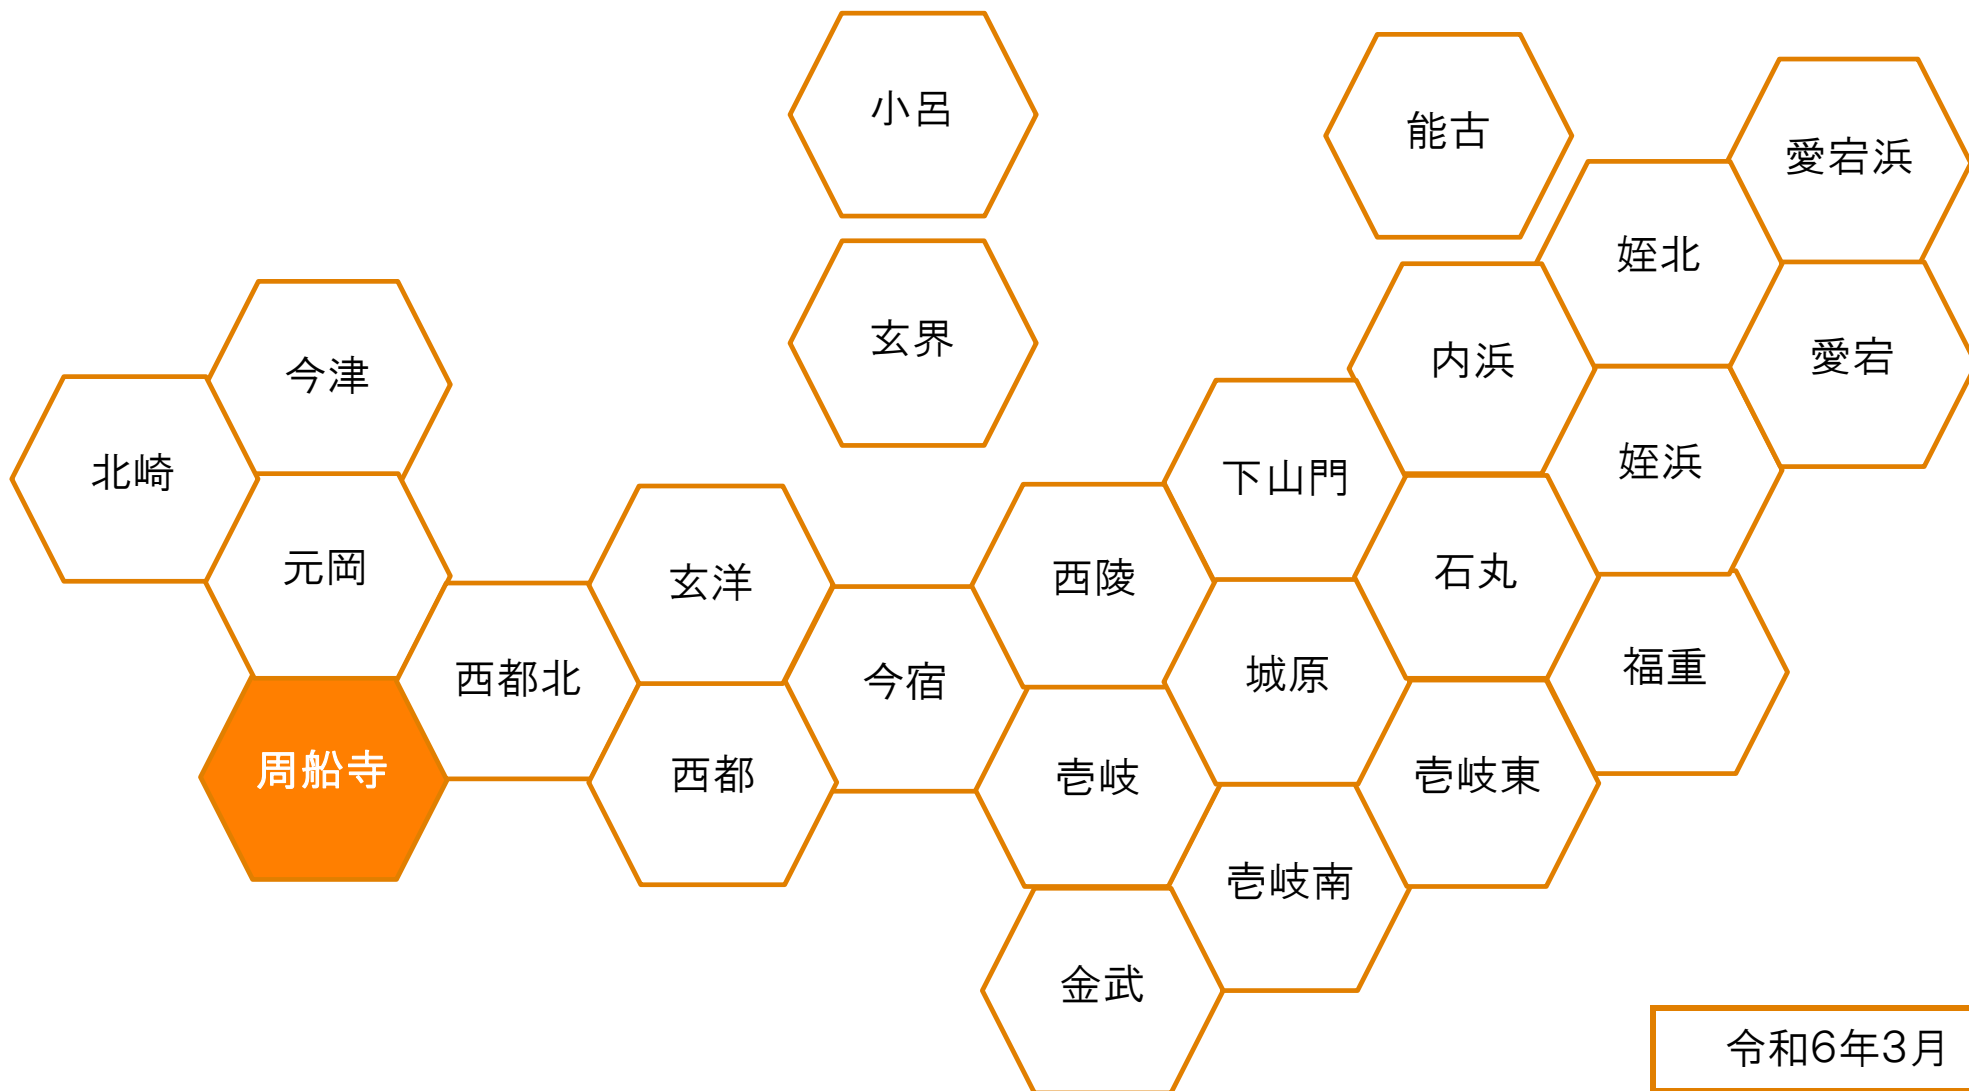 小呂
能古
愛宕浜
姪北
玄界
内浜
愛宕
今津
北崎
下山門
姪浜
元岡
玄洋
西陵
石丸
西都北
今宿
城原
福重
周船寺
西都
壱岐
壱岐東
壱岐南
金武
令和6年3月